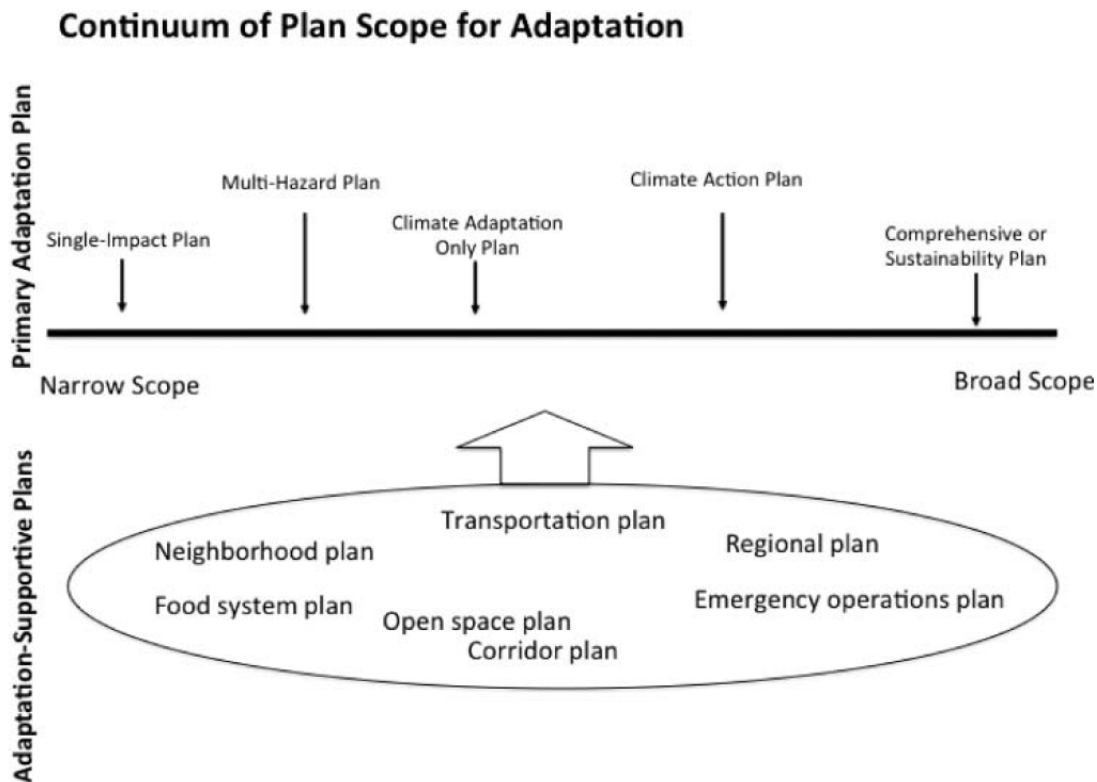 Continuum of Plan Scope for Adaptation
Primary Adaptation Plan
Single-Impact Plan
Multi-Hazard Plan
Climate Adaptation
Only Plan
Climate Action Plan
Comprehensive or
Sustainability Plan
Narrow Scope
Broad Scope
Adaptation-Supportive Plans
Transportation plan
Neighborhood plan
Regional plan
Food system plan
Emergency operations plan
Open space plan
Corridor plan